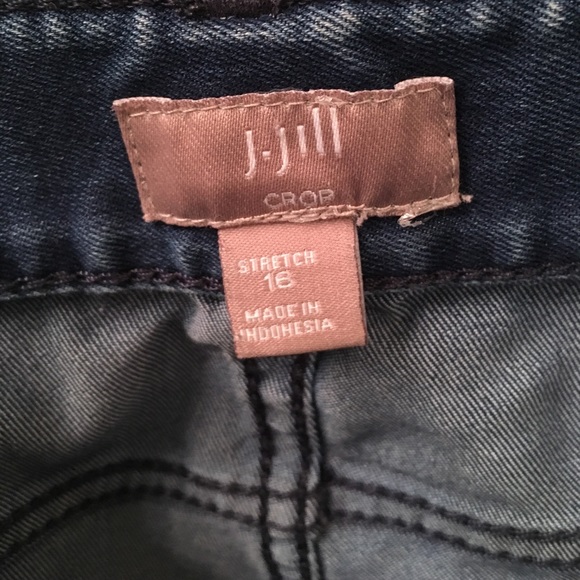 J.Jill
CROP
STRETCH
16
MADE IN
INDONESIA